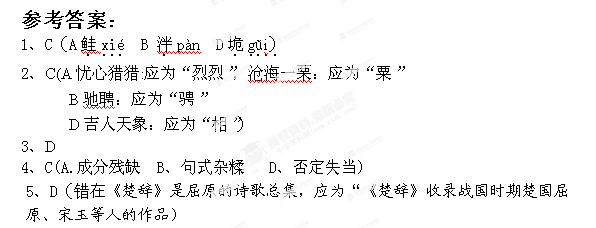 参考答案：
1、C（A 鲑 xié  B 泮 pàn  D 垝 gǔi）
2、C(A 忧心猎猎:应为“烈烈 ”；沧海一栗：应为“粟 ”
B 驰聘：应为“骋 ”
D 吉人天象：应为“相 ”)
3、D
4、C(A.成分残缺  B、句式杂糅  D、否定失当)
5、D（错在《楚辞》是屈原的诗歌总集，应为“《楚辞》收录战国时期楚国屈
原、宋玉等人的作品）